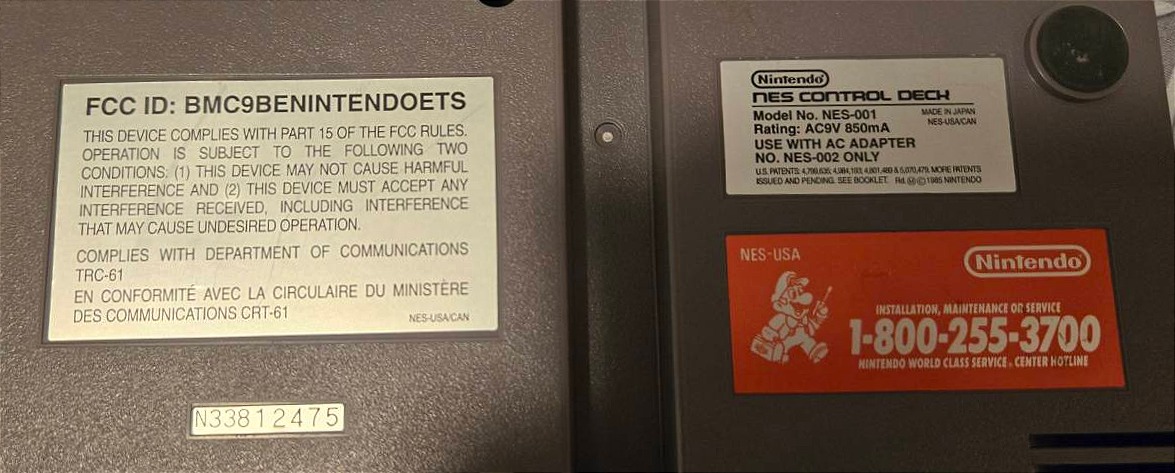 FCC ID: BMC9BENINTENDOETS
THIS DEVICE COMPLIES WITH PART 15 OF THE FCC RULES.
OPERATION IS SUBJECT TO THE FOLLOWING TWO
CONDITIONS: (1) THIS DEVICE MAY NOT CAUSE HARMFUL
INTERFERENCE AND (2) THIS DEVICE MUST ACCEPT ANY
INTERFERENCE RECEIVED, INCLUDING INTERFERENCE
THAT MAY CAUSE UNDESIRED OPERATION.
COMPLIES WITH DEPARTMENT OF COMMUNICATIONS
TRC-61
EN CONFORMITÉ AVEC LA CIRCULAIRE DU MINISTÈRE
DES COMMUNICATIONS CRT-61
NES-USA/CAN
N33812475
Nintendo
NES CONTROL DECK
Model No. NES-001
MADE IN JAPAN
Rating: AC9V 850mA
NES-USA/CAN
USE WITH AC ADAPTER
NO. NES-002 ONLY
U.S. PATENTS: 4,799,635; 4,984,193; 4,801,489 & 5,070,479. MORE PATENTS
ISSUED AND PENDING. SEE BOOKLET. Rd. Ⓜ©1985 NINTENDO
NES-USA
Nintendo
INSTALLATION, MAINTENANCE OR SERVICE
1-800-255-3700
NINTENDO WORLD CLASS SERVICE CENTER HOTLINE